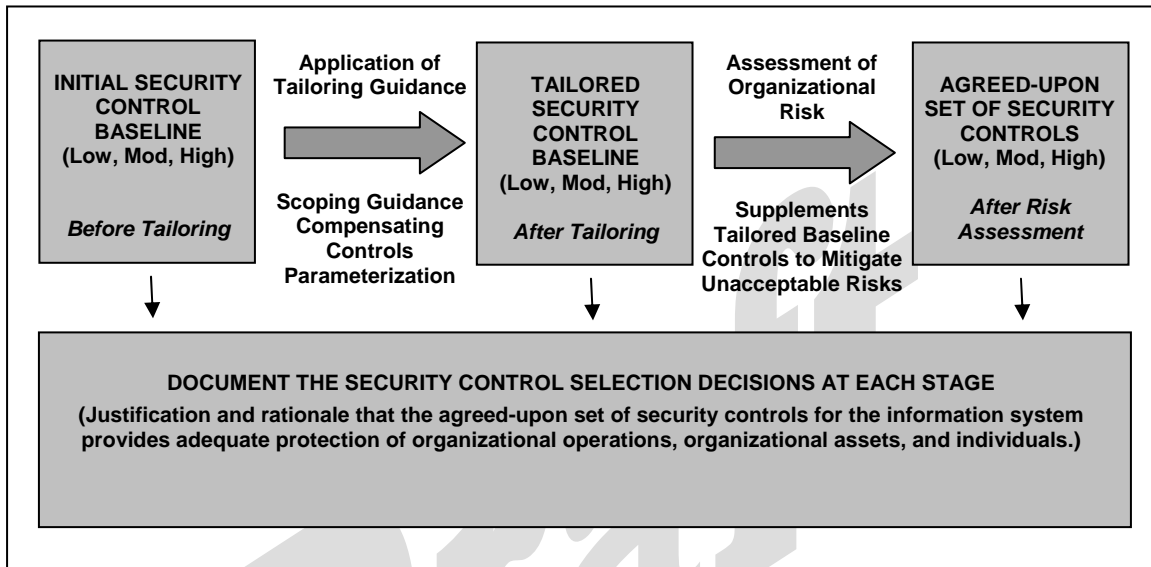 INITIAL SECURITY
CONTROL
BASELINE
(Low, Mod, High)
Before Tailoring
Application of
Tailoring Guidance
Scoping Guidance
Compensating
Controls
Parameterization
TAILORED
SECURITY
CONTROL
BASELINE
(Low, Mod, High)
After Tailoring
Assessment of
Organizational
Risk
Supplements
Tailored Baseline
Controls to Mitigate
Unacceptable Risks
AGREED-UPON
SET OF SECURITY
CONTROLS
(Low, Mod, High)
After Risk
Assessment
DOCUMENT THE SECURITY CONTROL SELECTION DECISIONS AT EACH STAGE
(Justification and rationale that the agreed-upon set of security controls for the information system
provides adequate protection of organizational operations, organizational assets, and individuals.)